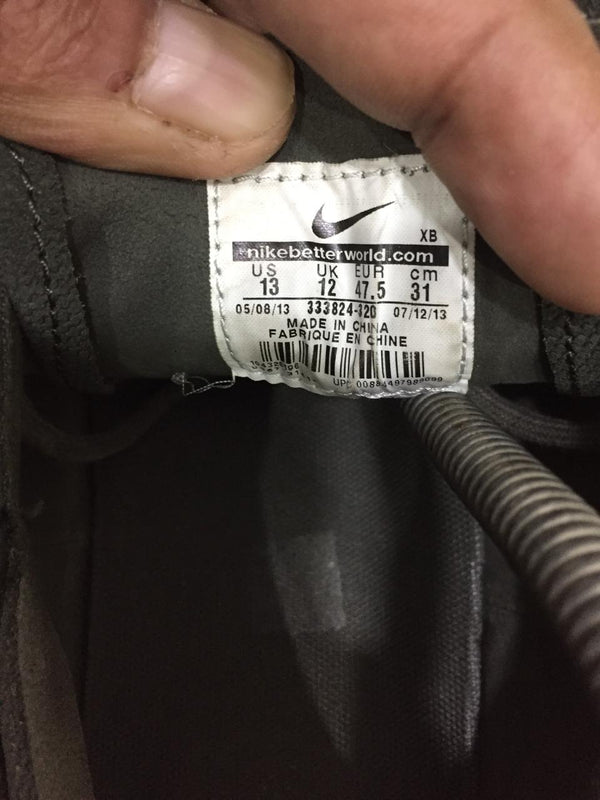 XB
nikebetterworld.com
US UK EUR cm
13 12 47.5 31
05/08/13 333824-320 07/12/13
MADE IN CHINA
FABRIQUE EN CHINE
UPC